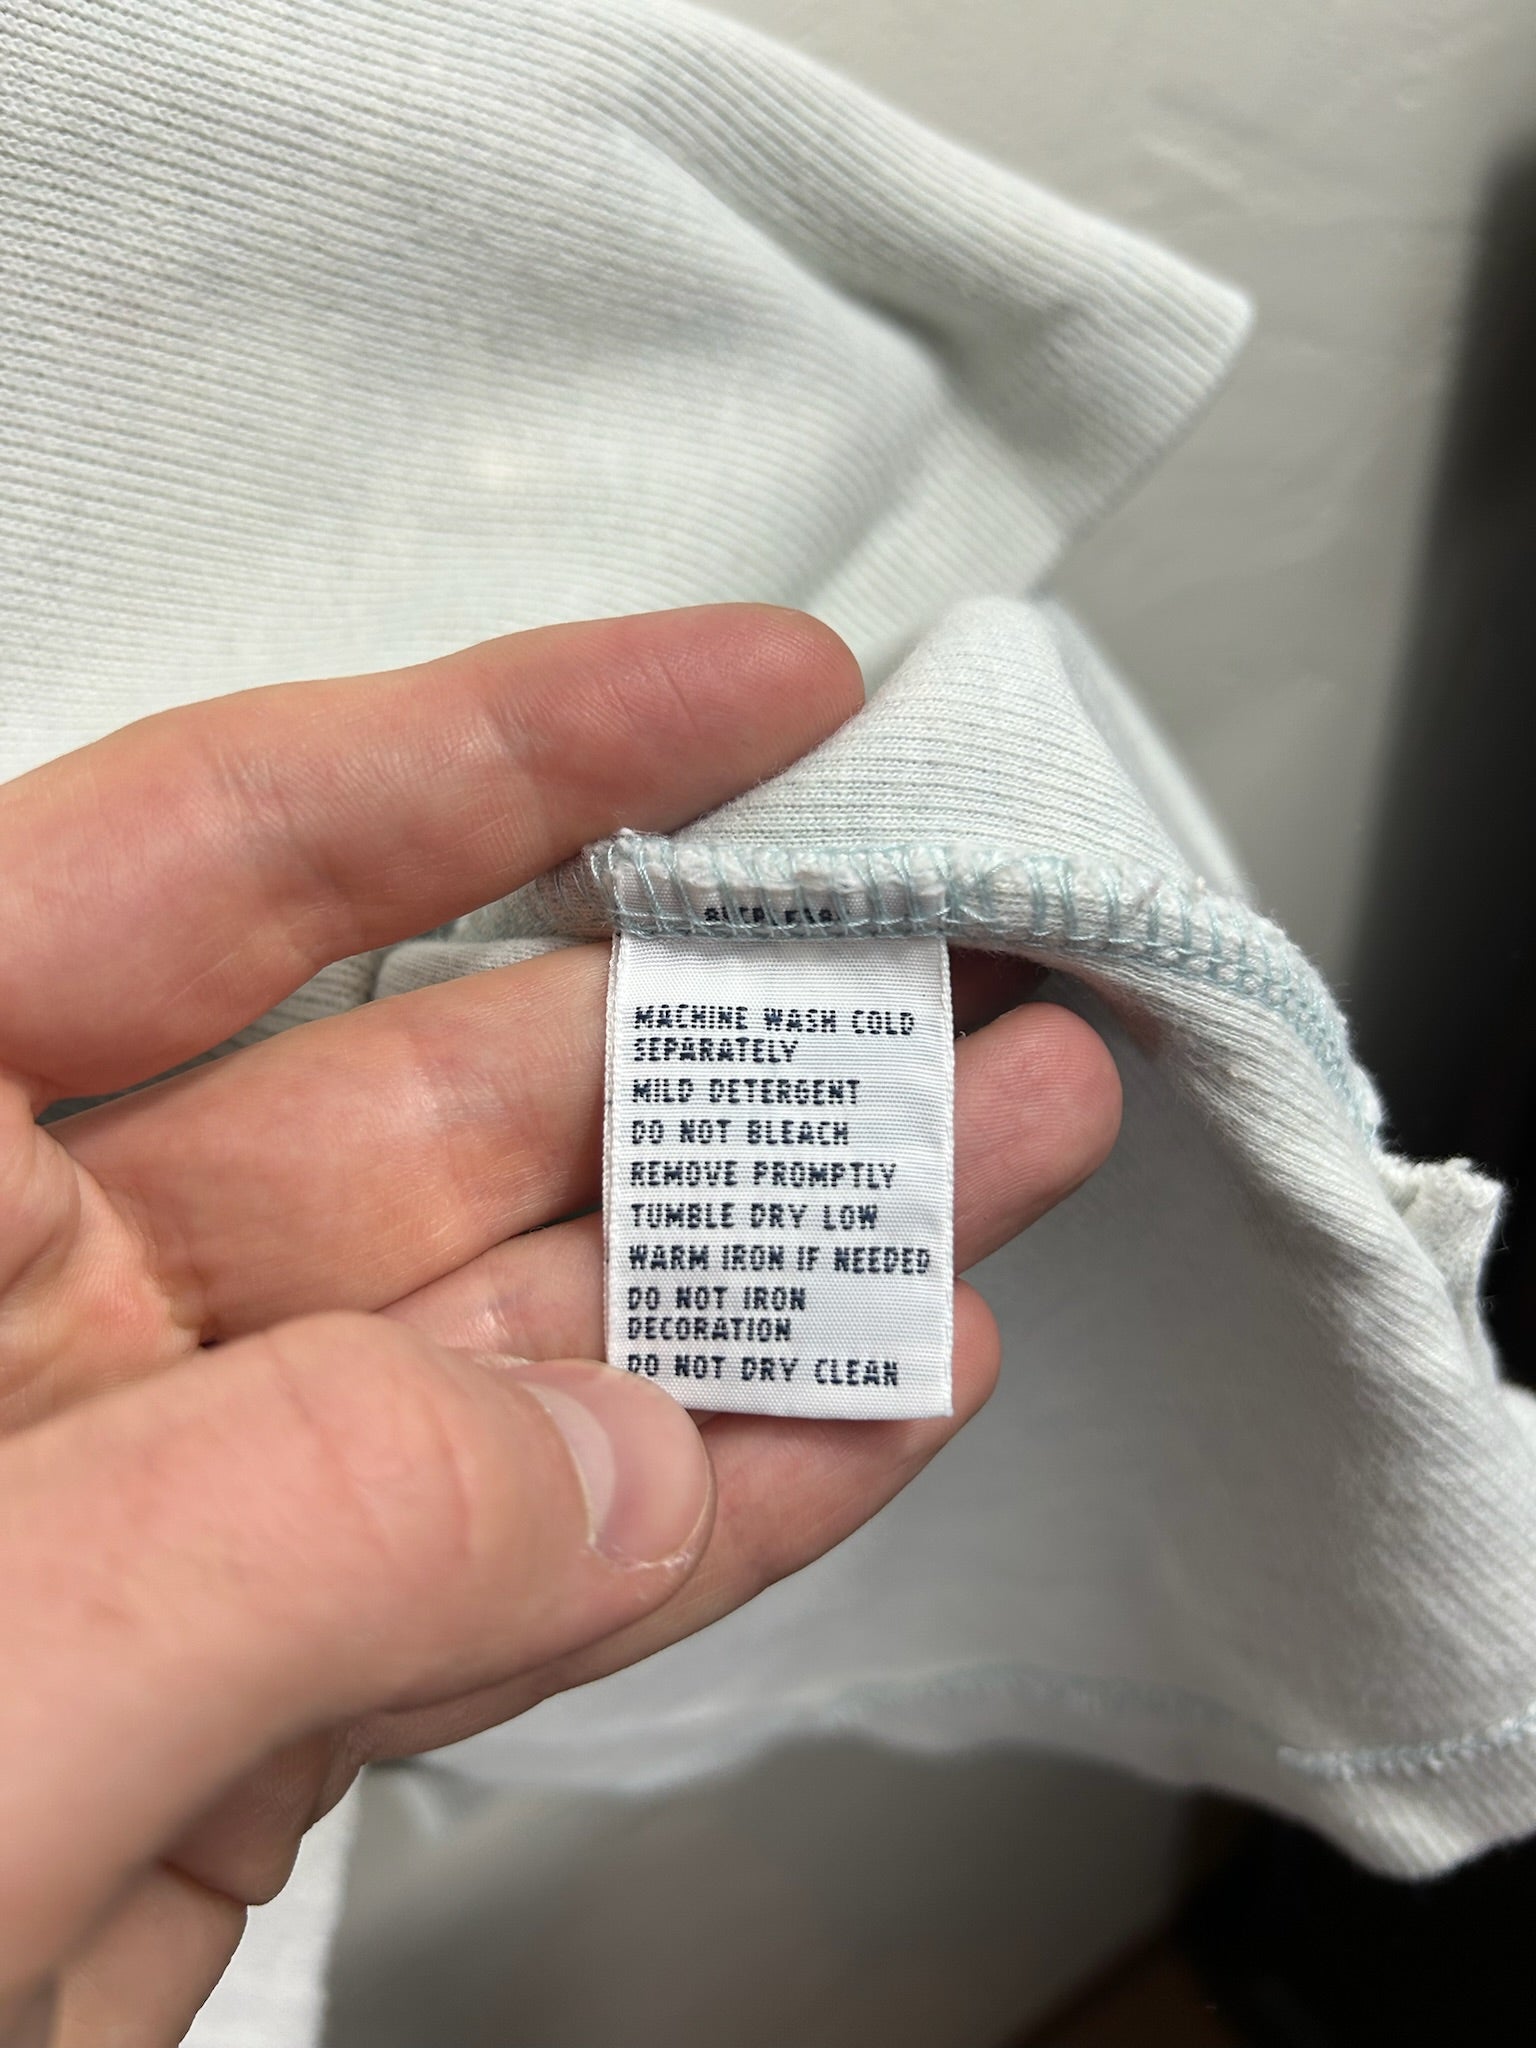 MACHINE WASH COLD
SEPARATELY
MILD DETERGENT
DO NOT BLEACH
REMOVE PROMPTLY
TUMBLE DRY LOW
WARM IRON IF NEEDED
DO NOT IRON
DECORATION
DO NOT DRY CLEAN